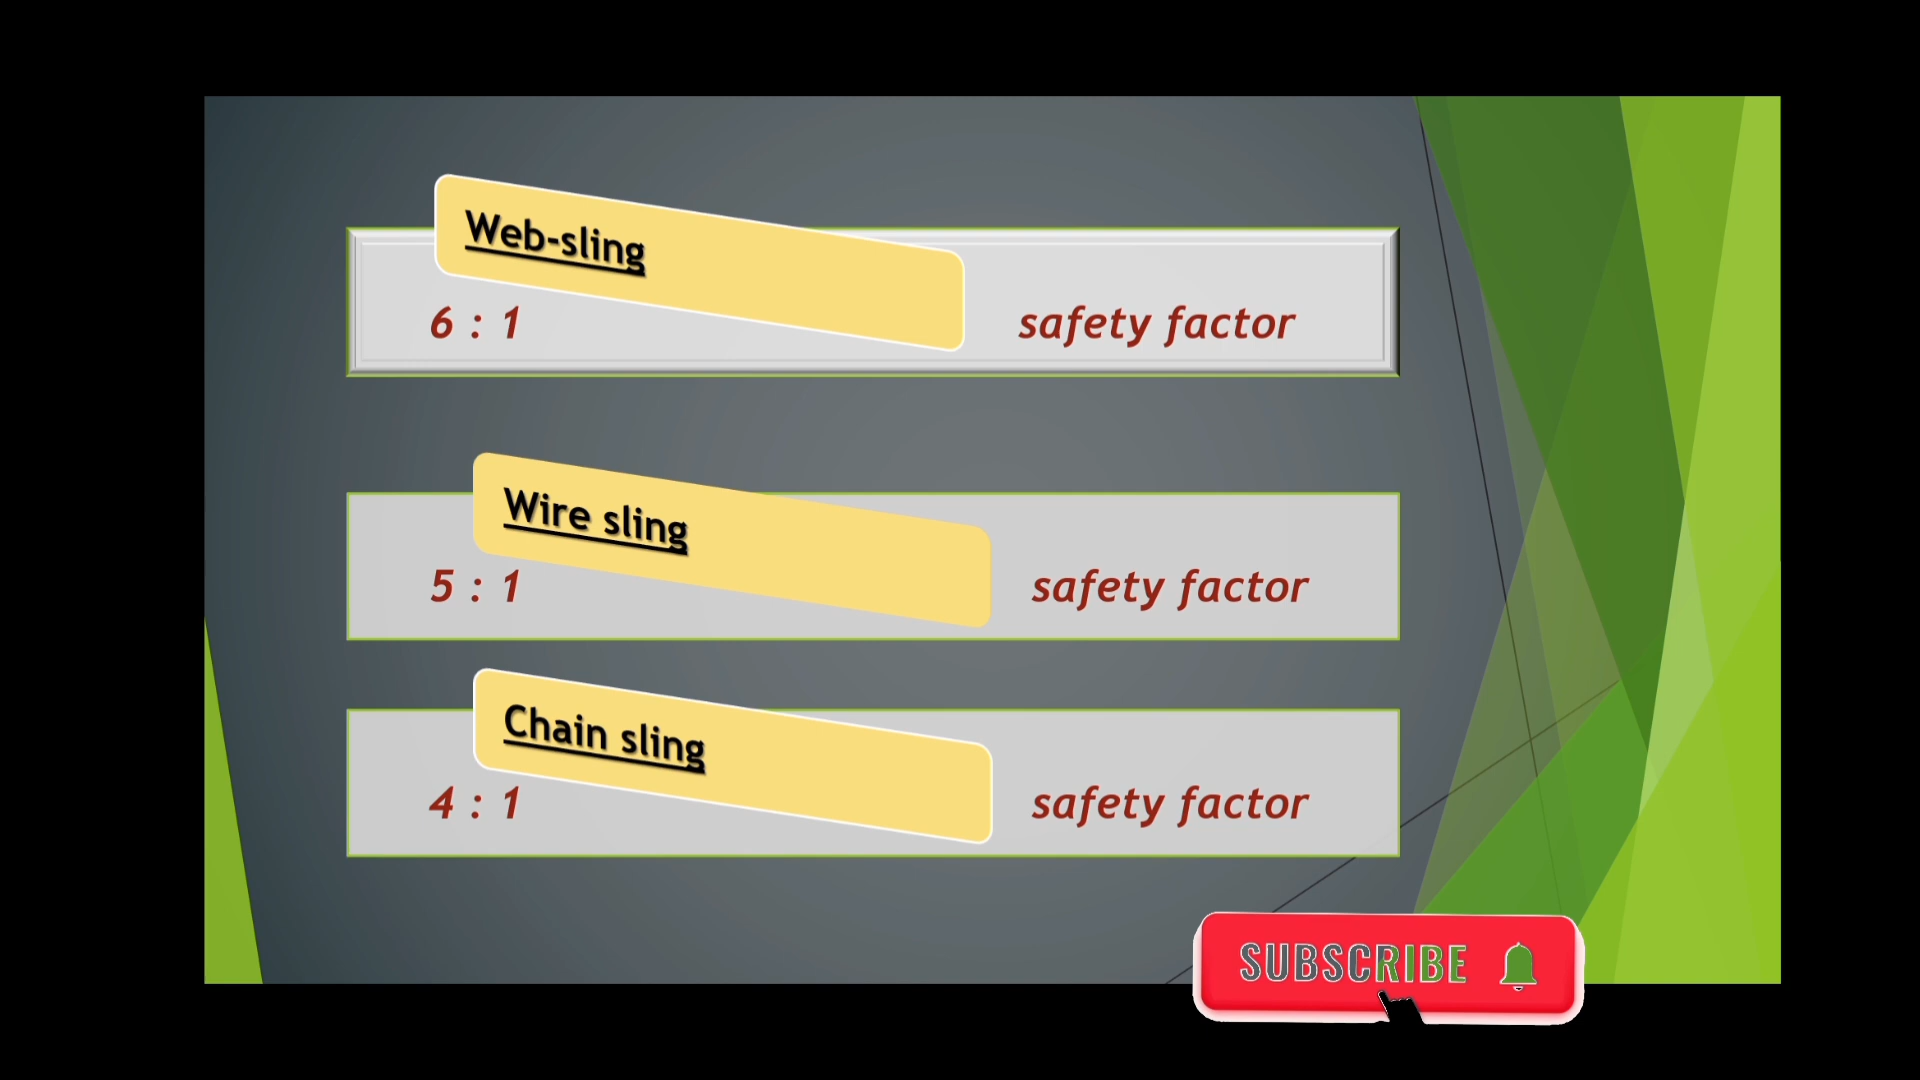 Web-sling
6 : 1 safety factor
Wire sling
5 : 1 safety factor
Chain sling
4 : 1 safety factor
SUBSCRIBE